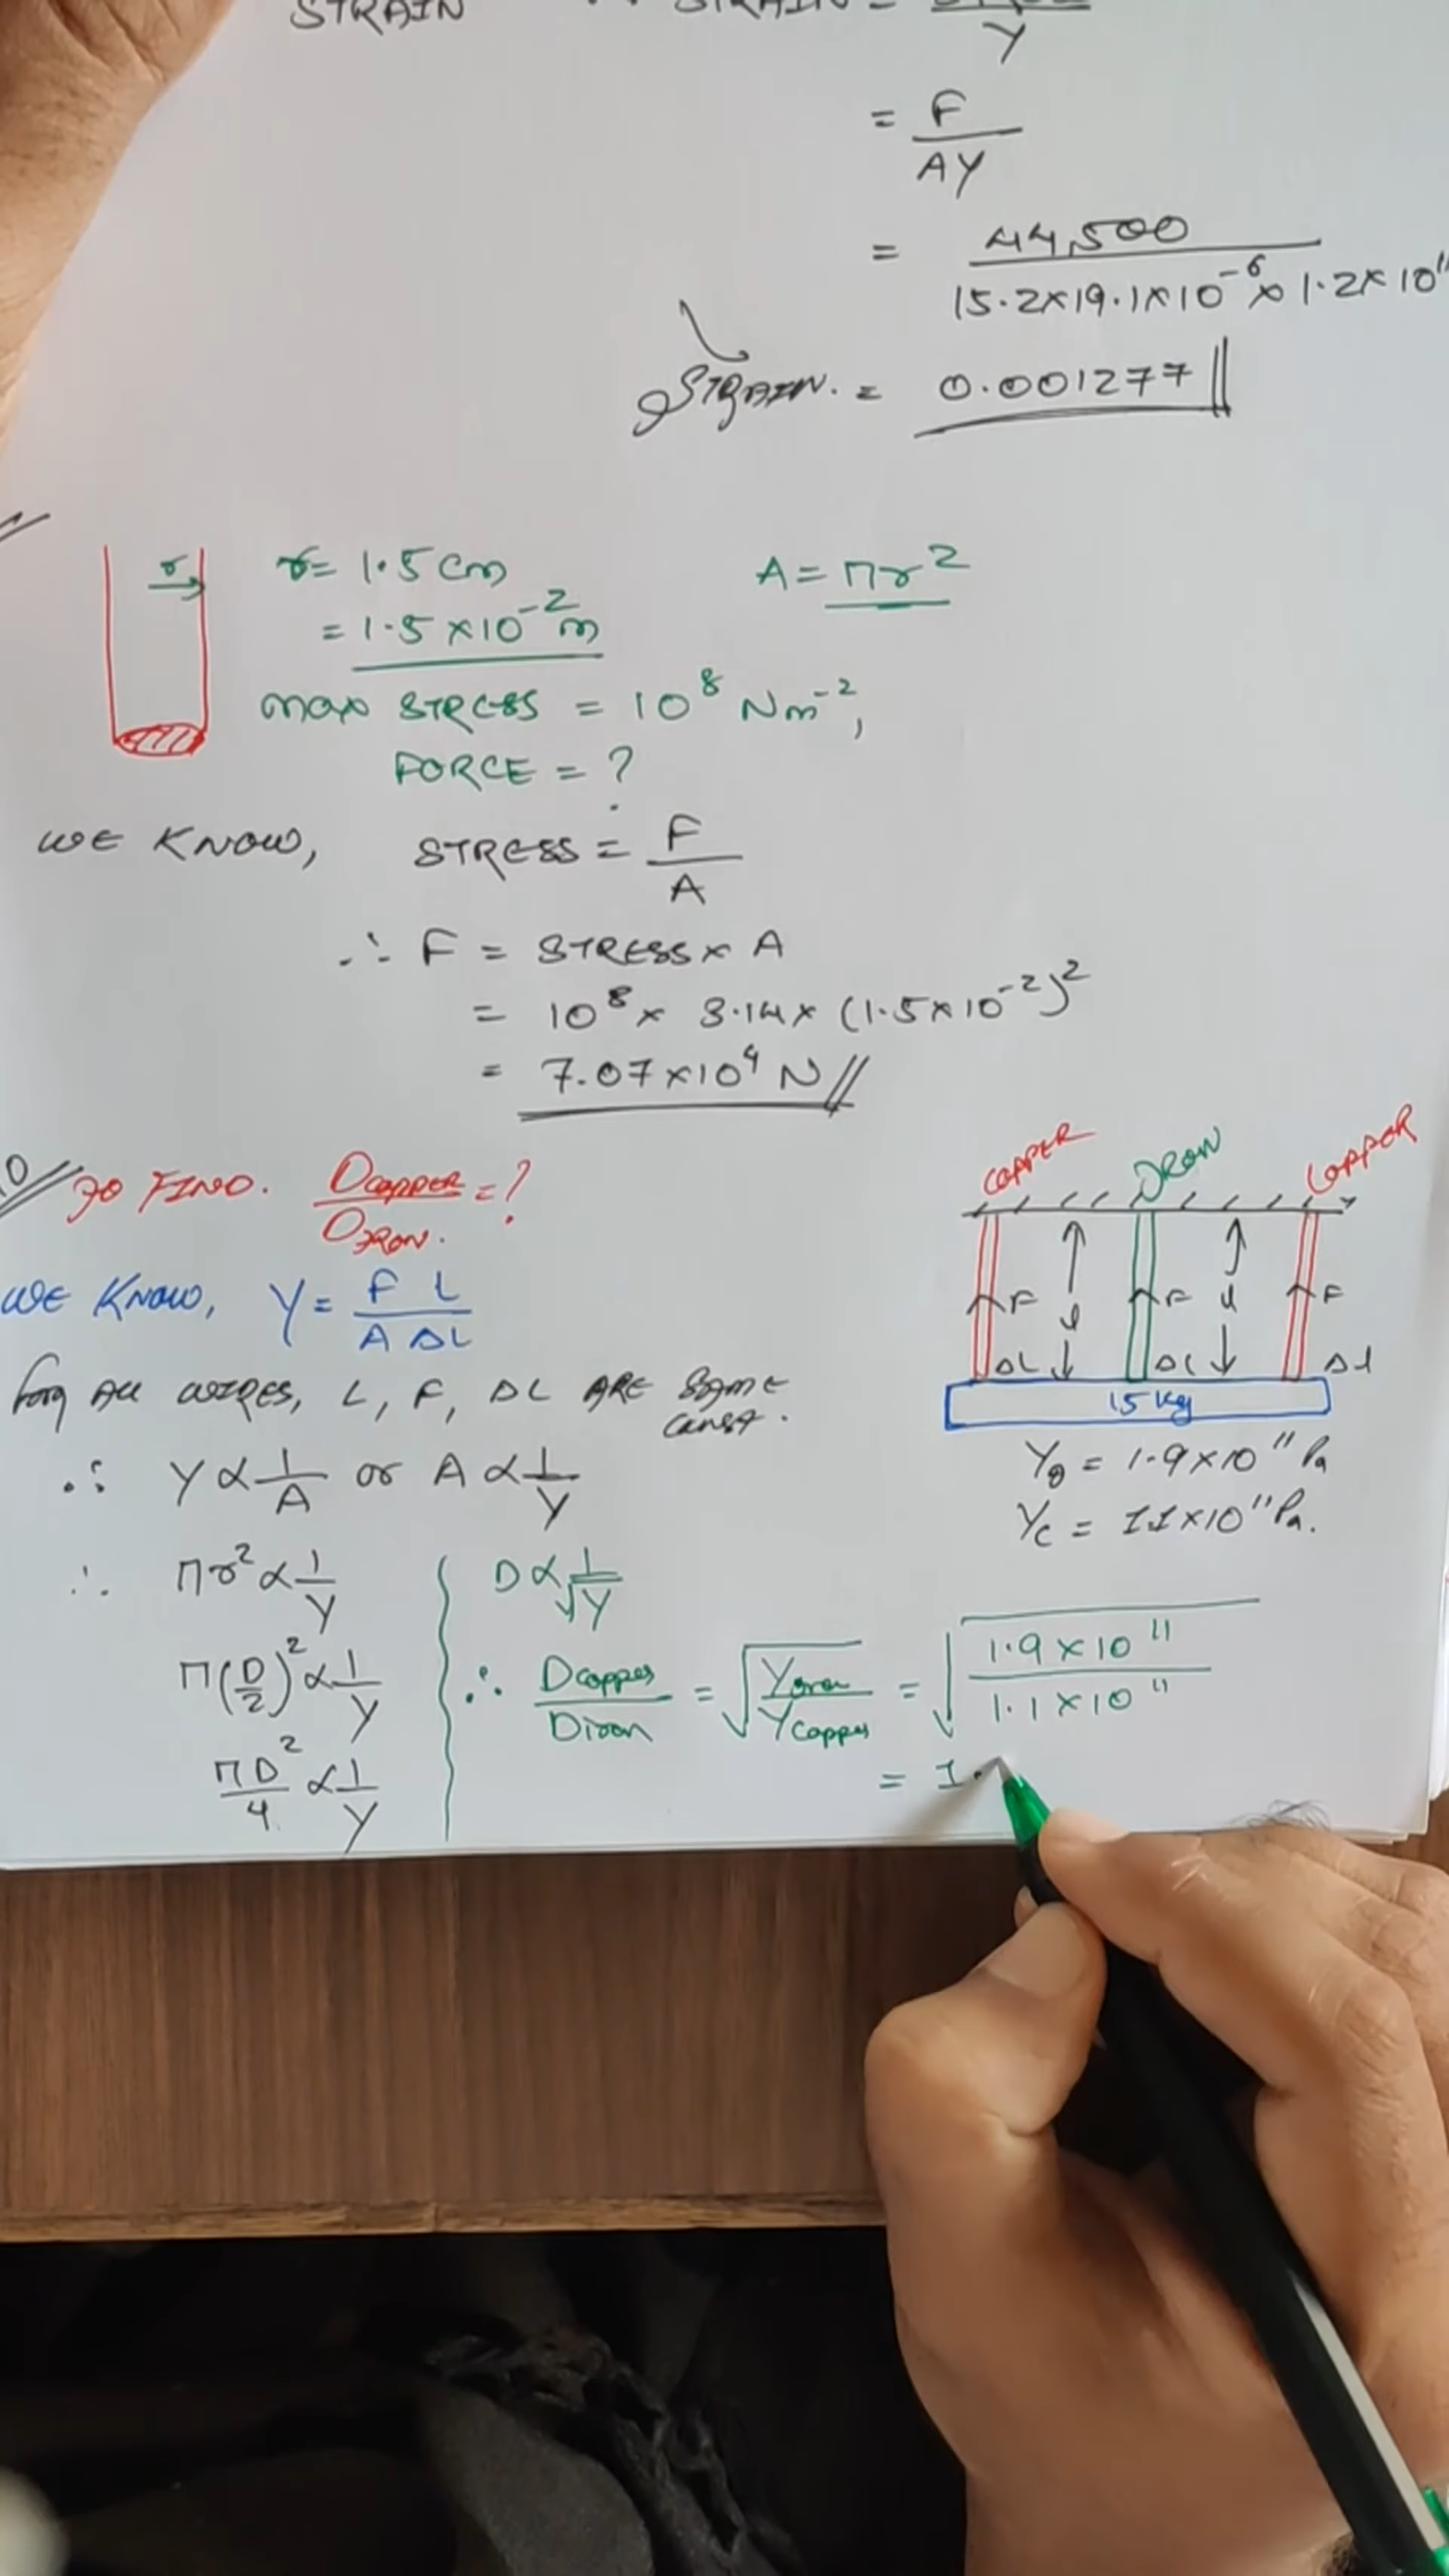 STRAIN
Y
= F
AY
= 44,500
15.2×19.1×10⁻⁶ × 1.2×10¹¹
STRAIN. = 0.001277
r
r = 1.5 cm
= 1.5 ×10⁻² m
A = πr²
max STRESS = 10⁸ Nm⁻²,
FORCE = ?
WE KNOW, STRESS = F
A
∴ F = STRESS × A
= 10⁸ × 3.14 × (1.5×10⁻²)²
= 7.07×10⁴ N
TO FIND. Dcopper = ?
DIRON.
COPPER IRON COPPER
F l F l F
ΔL Δl Δl
15 Kg
WE KNOW, Y = F L
A ΔL
For ALL WIRES, L, F, ΔL ARE SAME
const.
∴ Y ∝ 1/A or A ∝ 1/Y
= 1.9×10¹¹ Pa
Yc = 1.1×10¹¹ Pa.
∴ πr² ∝ 1/Y
π(D/2)² ∝ 1/Y
πD²/4 ∝ 1/Y
D ∝ 1/√Y
∴ Dcopper/Diron = √(Yiron/Ycopper) = √(1.9×10¹¹/1.1×10¹¹)
= 1.